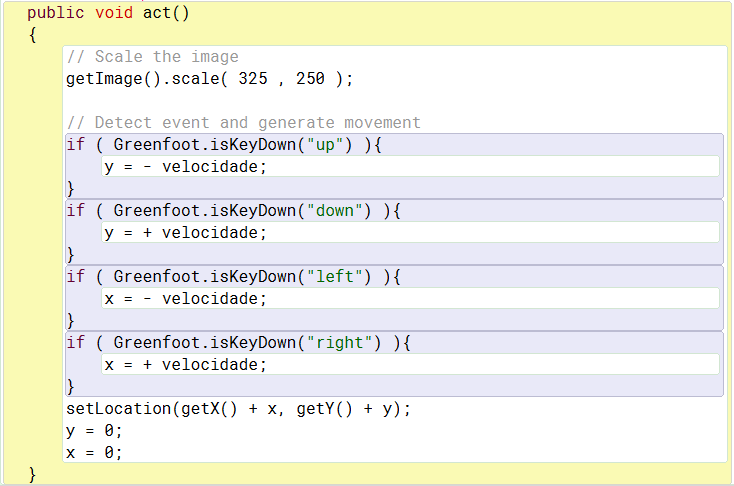 public void act()
{
// Scale the image
getImage().scale( 325 , 250 );
// Detect event and generate movement
if ( Greenfoot.isKeyDown("up") ){
y = - velocidade;
}
if ( Greenfoot.isKeyDown("down") ){
y = + velocidade;
}
if ( Greenfoot.isKeyDown("left") ){
x = - velocidade;
}
if ( Greenfoot.isKeyDown("right") ){
x = + velocidade;
}
setLocation(getX() + x, getY() + y);
y = 0;
x = 0;
}